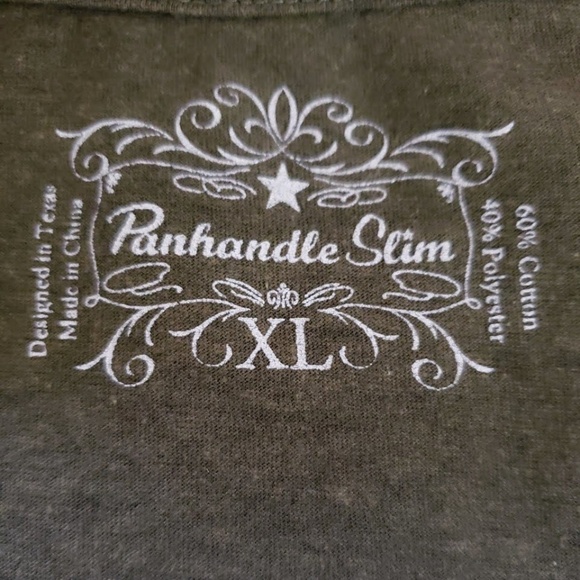 Panhandle Slim
XL
Designed in Texas
Made in China
60% Cotton
40% Polyester